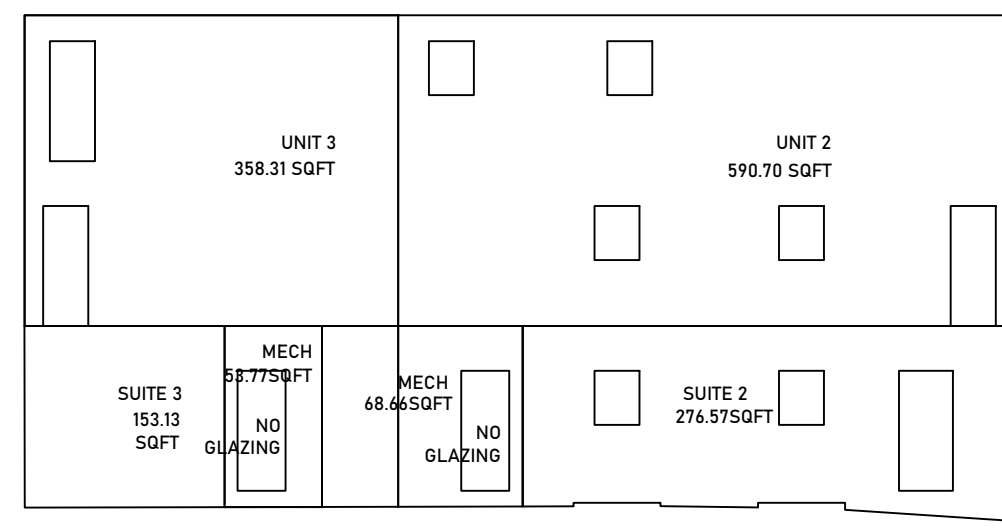 UNIT 3
358.31 SQFT
UNIT 2
590.70 SQFT
MECH
53.77SQFT
NO
GLAZING
MECH
68.66SQFT
NO
GLAZING
SUITE 3
153.13
SQFT
SUITE 2
276.57SQFT